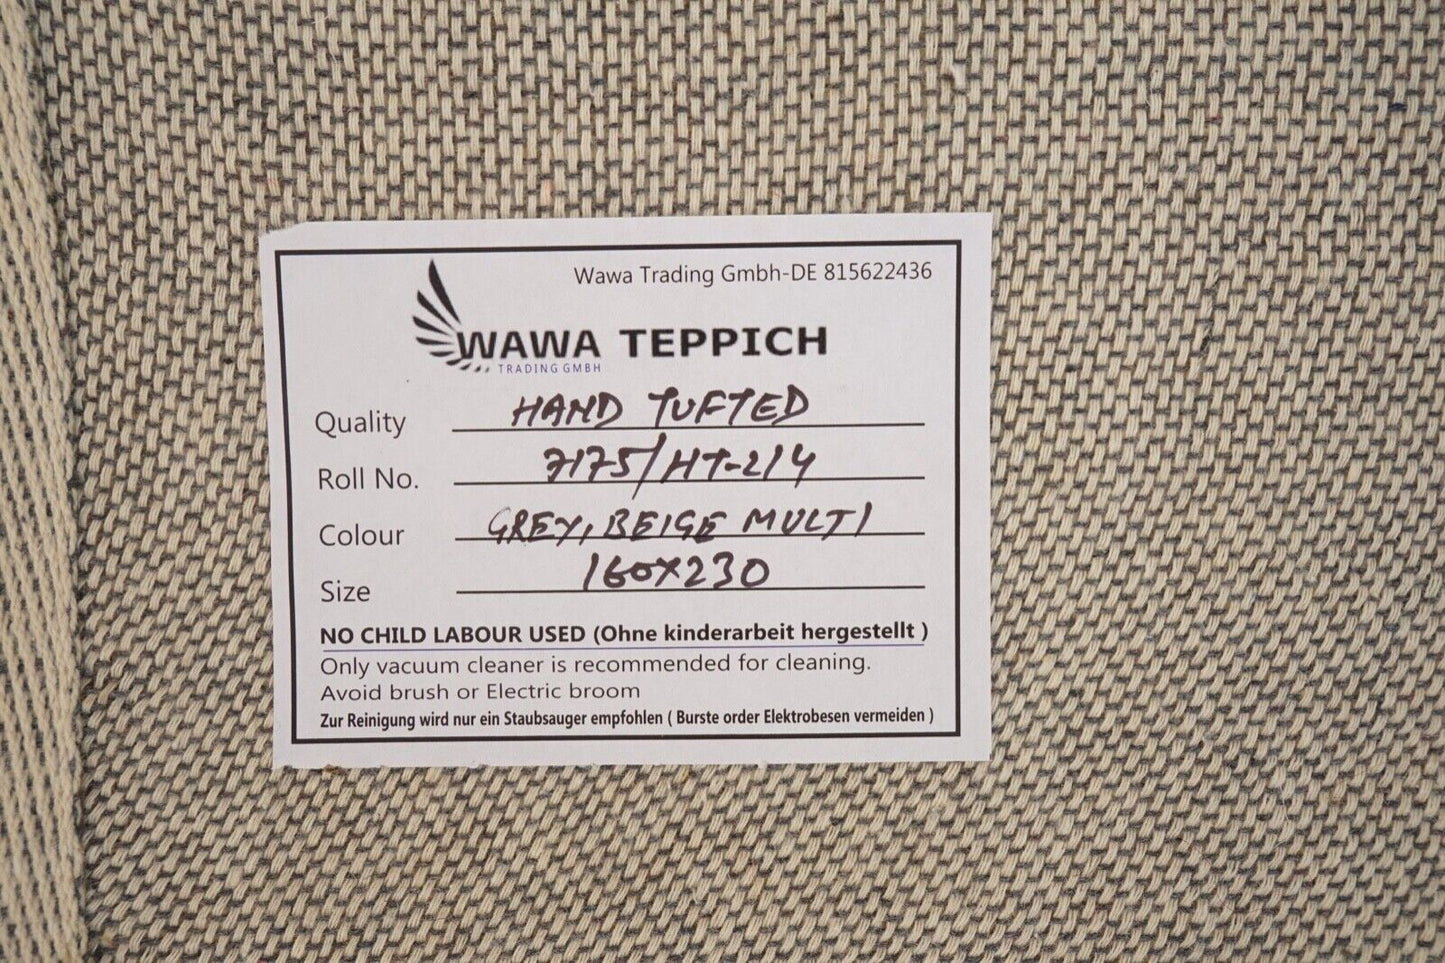 Wawa Trading Gmbh-DE 815622436
WAWA TEPPICH
TRADING GMBH
Quality HAND TUFTED
Roll No. 7175/HT-214
Colour GREY, BEIGE MULTI
Size 160X230
NO CHILD LABOUR USED (Ohne kinderarbeit hergestellt )
Only vacuum cleaner is recommended for cleaning.
Avoid brush or Electric broom
Zur Reinigung wird nur ein Staubsauger empfohlen ( Burste order Elektrobesen vermeiden )